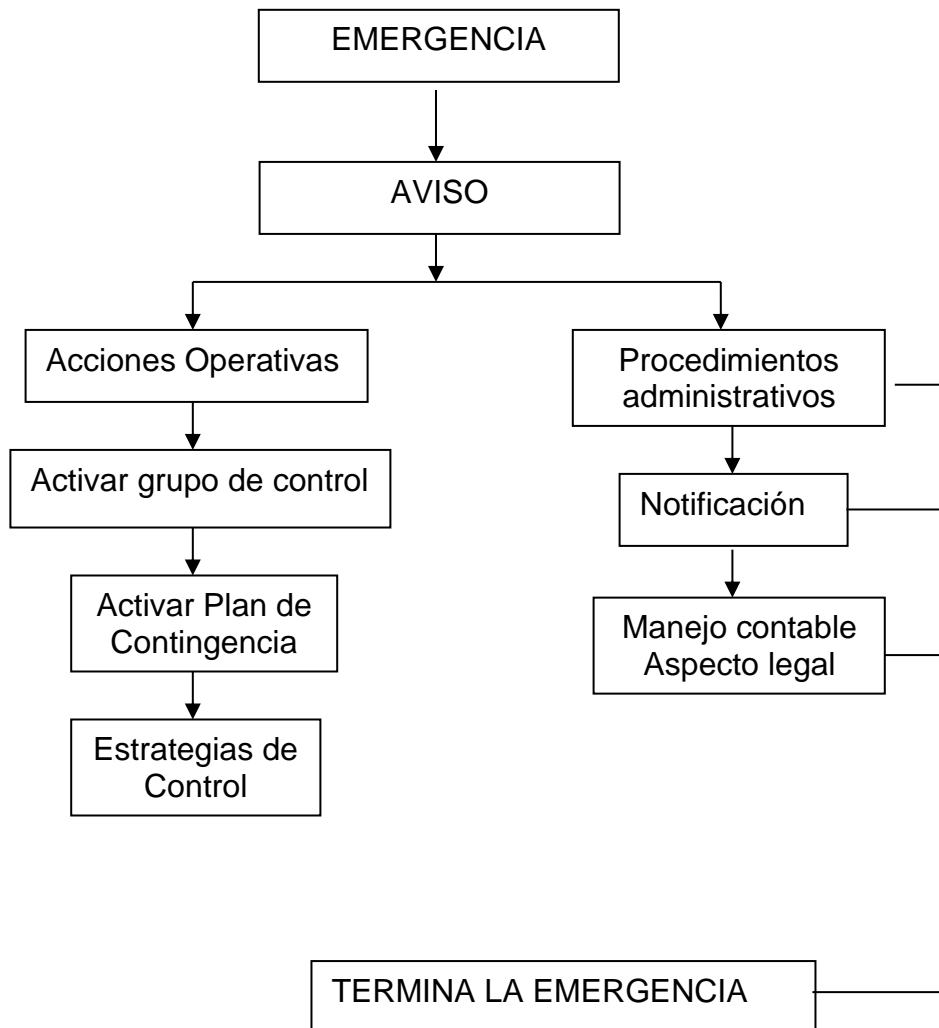 EMERGENCIA
AVISO
Acciones Operativas
Activar grupo de control
Activar Plan de
Contingencia
Estrategias de
Control
Procedimientos
administrativos
Notificación
Manejo contable
Aspecto legal
TERMINA LA EMERGENCIA